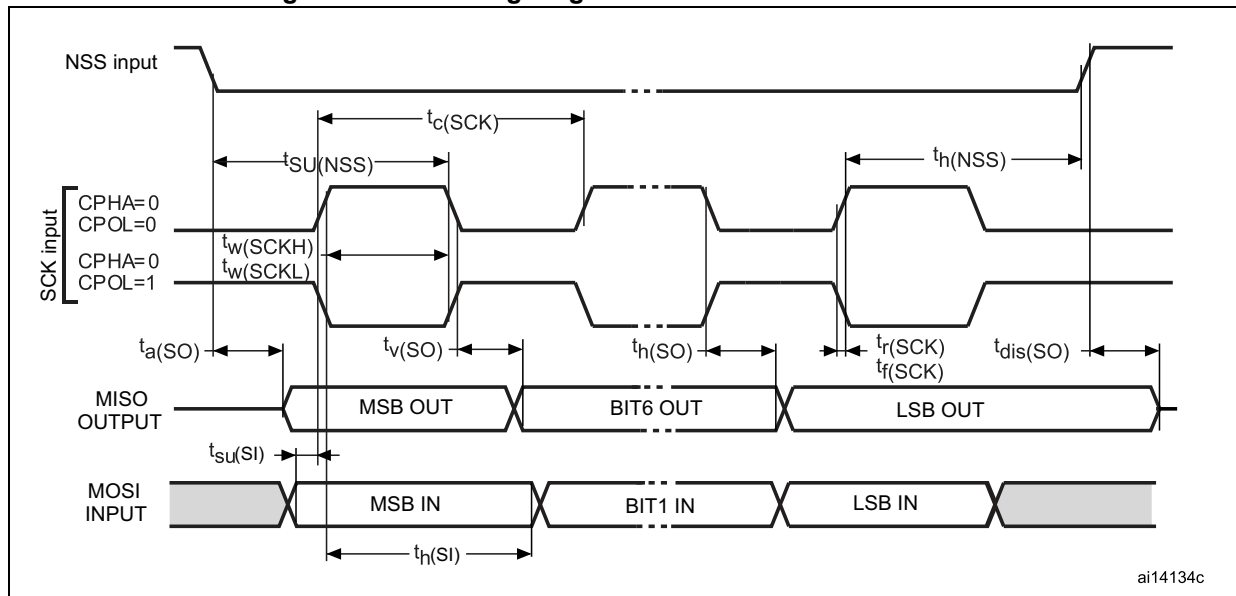 NSS input
tc(SCK)
tSU(NSS)
th(NSS)
SCK input
CPHA=0
CPOL=0
tw(SCKH)
CPHA=0
tw(SCKL)
CPOL=1
ta(SO)
tv(SO)
th(SO)
tr(SCK)
tf(SCK)
tdis(SO)
MISO
OUTPUT
MSB OUT
BIT6 OUT
LSB OUT
tsu(SI)
MOSI
INPUT
MSB IN
BIT1 IN
LSB IN
th(SI)
ai14134c